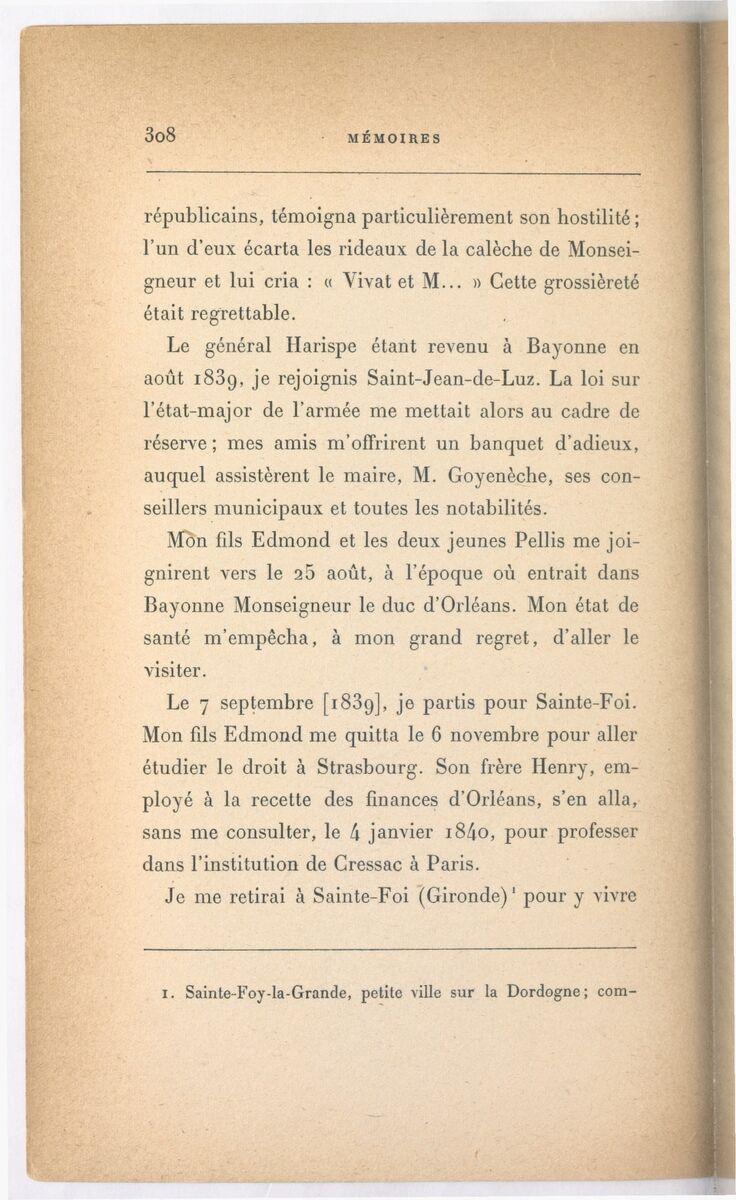 308 MÉMOIRES
républicains, témoigna particulièrement son hostilité ;
l'un d'eux écarta les rideaux de la calèche de Monsei-
gneur et lui cria : « Vivat et M... » Cette grossièreté
était regrettable.
Le général Harispe étant revenu à Bayonne en
août 1839, je rejoignis Saint-Jean-de-Luz. La loi sur
l'état-major de l'armée me mettait alors au cadre de
réserve ; mes amis m'offrirent un banquet d'adieux,
auquel assistèrent le maire, M. Goyenèche, ses con-
seillers municipaux et toutes les notabilités.
Mon fils Edmond et les deux jeunes Pellis me joi-
gnirent vers le 25 août, à l'époque où entrait dans
Bayonne Monseigneur le duc d'Orléans. Mon état de
santé m'empêcha, à mon grand regret, d'aller le
visiter.
Le 7 septembre [1839], je partis pour Sainte-Foi.
Mon fils Edmond me quitta le 6 novembre pour aller
étudier le droit à Strasbourg. Son frère Henry, em-
ployé à la recette des finances d'Orléans, s'en alla,
sans me consulter, le 4 janvier 1840, pour professer
dans l'institution de Cressac à Paris.
Je me retirai à Sainte-Foi (Gironde)¹ pour y vivre
1. Sainte-Foy-la-Grande, petite ville sur la Dordogne ; com-